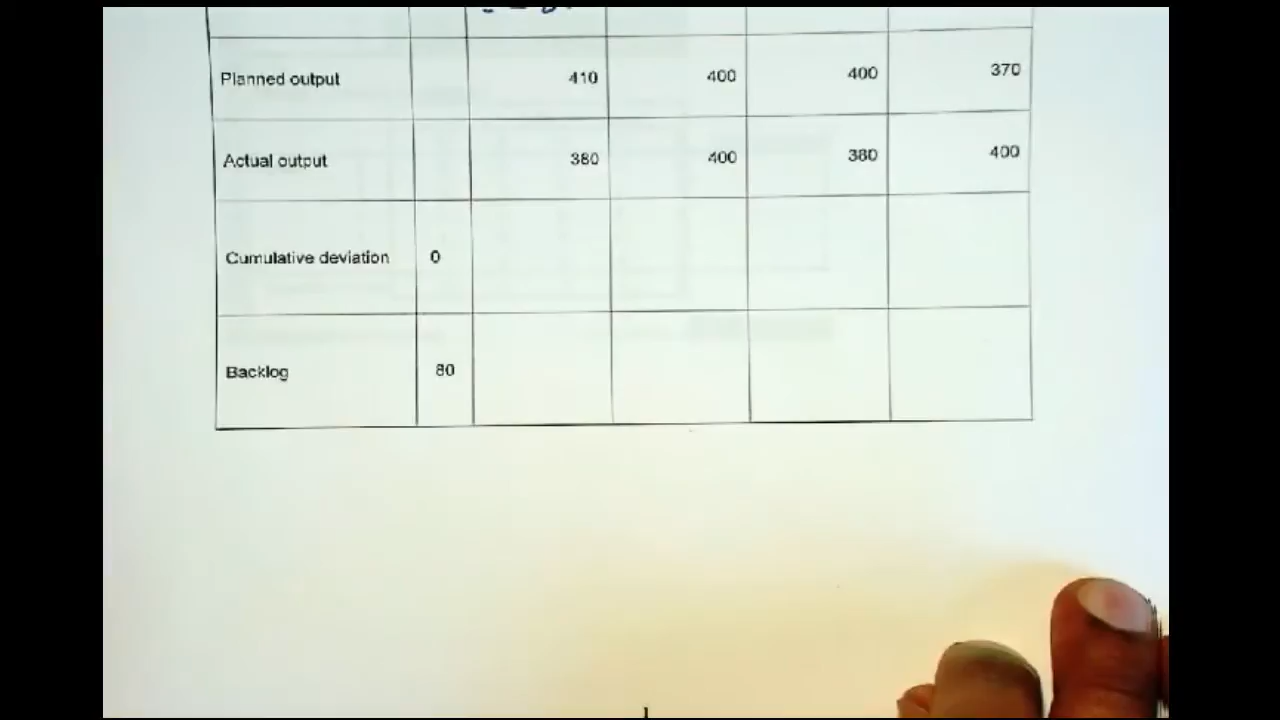 Planned output 410 400 400 370
Actual output 380 400 380 400
Cumulative deviation 0
Backlog 80